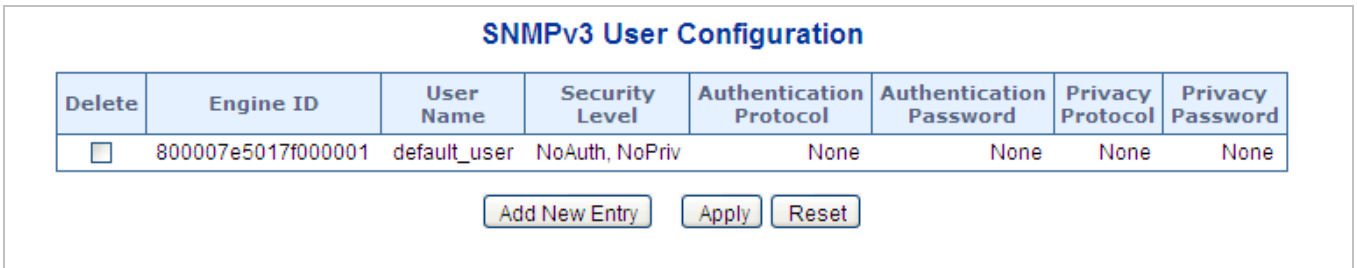 SNMPv3 User Configuration
Delete Engine ID User Name Security Level Authentication Protocol Authentication Password Privacy Protocol Privacy Password
800007e5017f000001 default_user NoAuth, NoPriv None None None None
Add New Entry Apply Reset